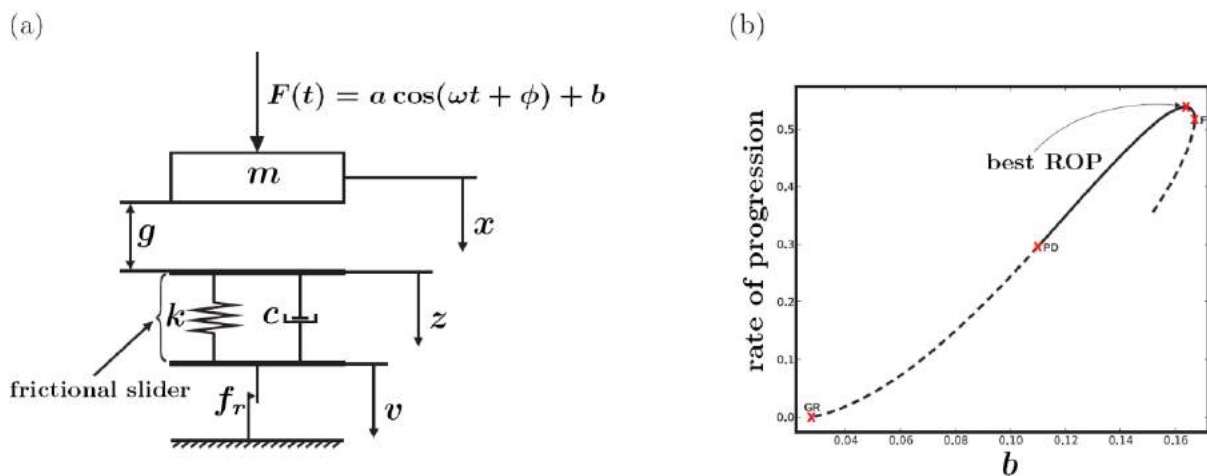 (a)
F(t) = a cos(ωt + ϕ) + b
m
x
g
k
c
z
frictional slider
f_r
v
(b)
rate of progression
0.5
0.4
0.3
0.2
0.1
0.0
best ROP
F
PD
GR
0.04
0.06
0.08
0.10
0.12
0.14
0.16
b